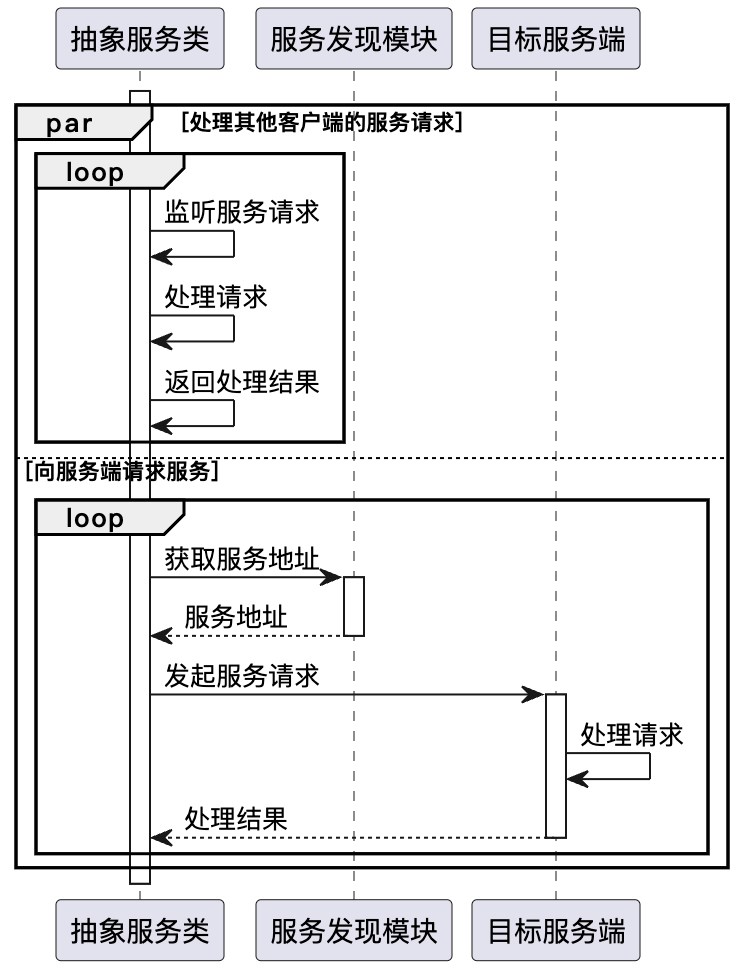 抽象服务类
服务发现模块
目标服务端
par
[处理其他客户端的服务请求]
loop
监听服务请求
处理请求
返回处理结果
[向服务端请求服务]
loop
获取服务地址
服务地址
发起服务请求
处理请求
处理结果
抽象服务类
服务发现模块
目标服务端